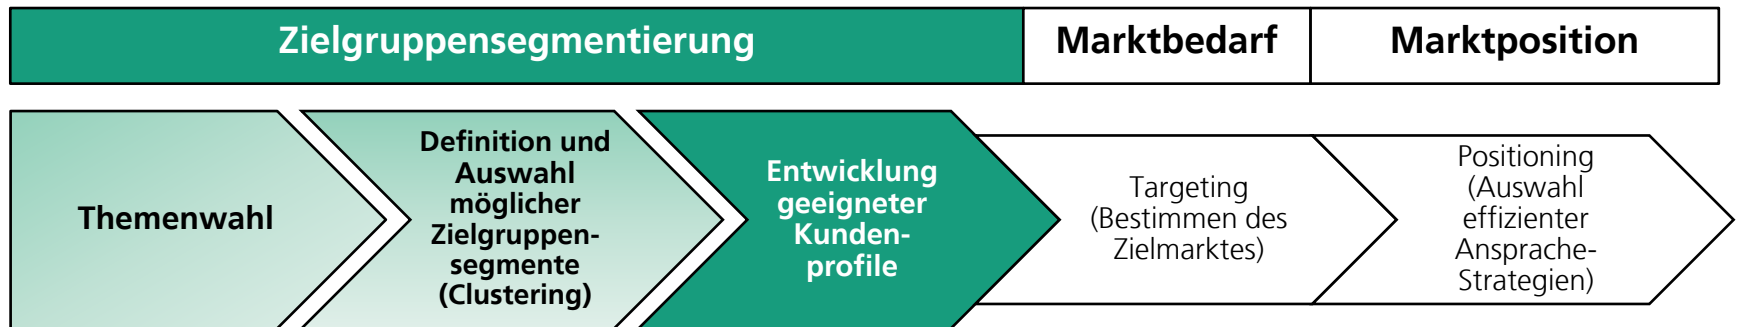 Zielgruppensegmentierung
Marktbedarf
Marktposition
Themenwahl
Definition und
Auswahl
möglicher
Zielgruppen-
segmente
(Clustering)
Entwicklung
geeigneter
Kunden-
profile
Targeting
(Bestimmen des
Zielmarktes)
Positioning
(Auswahl
effizienter
Ansprache-
Strategien)